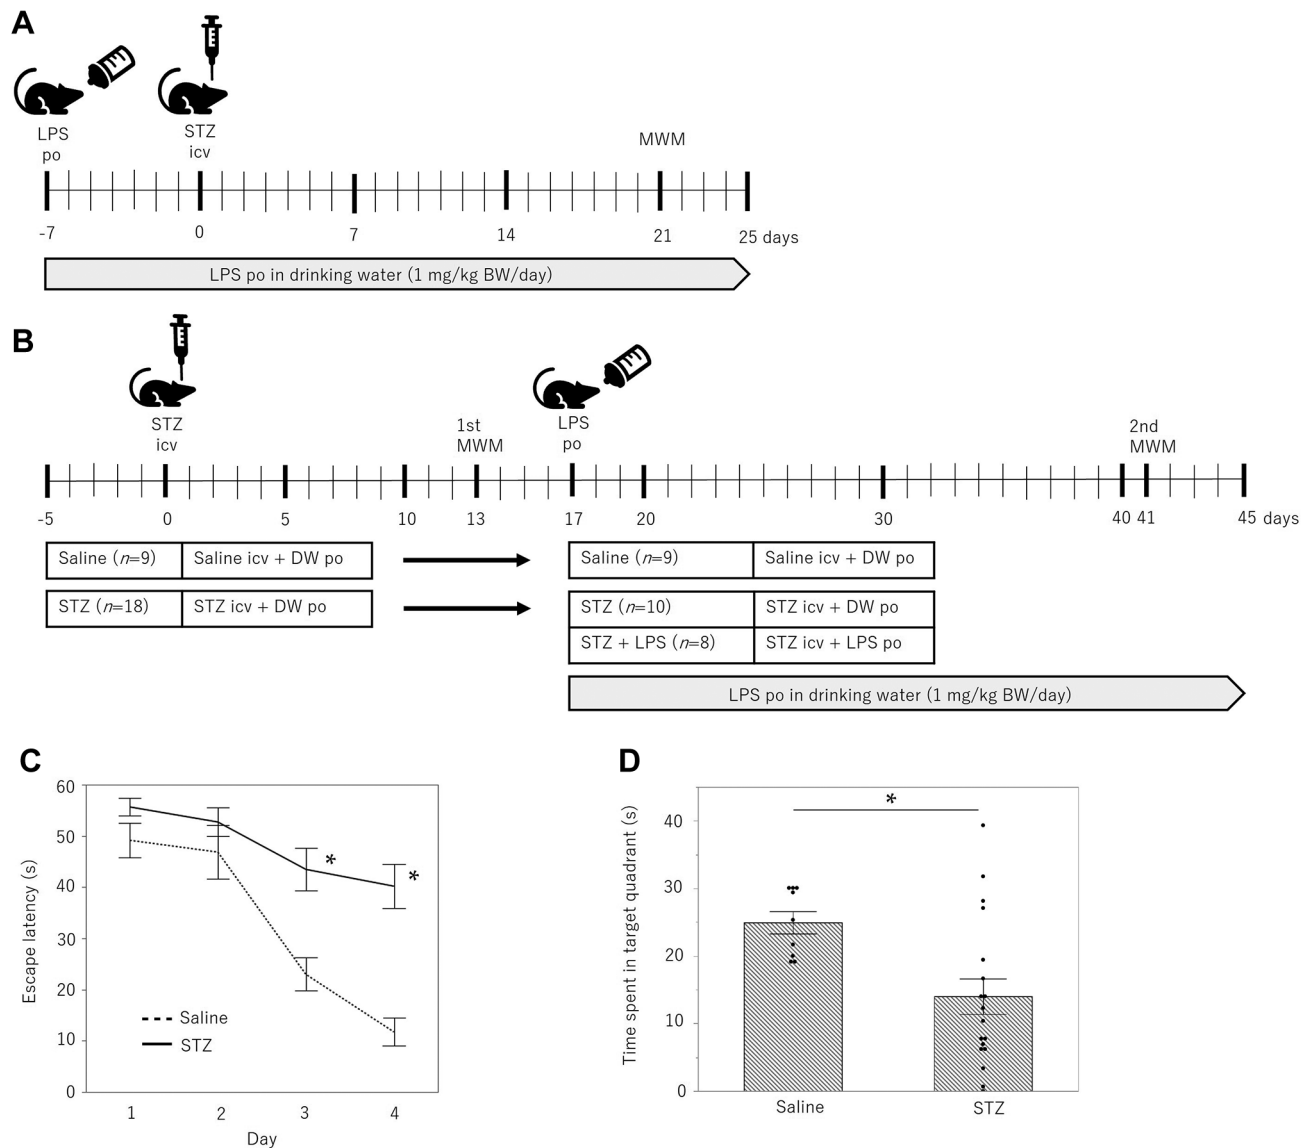 A
LPS
po
STZ
icv
MWM
-7 0 7 14 21 25 days
LPS po in drinking water (1 mg/kg BW/day)
B
STZ
icv
1st
MWM
LPS
po
2nd
MWM
-5 0 5 10 13 17 20 30 40 41 45 days
Saline (n=9) Saline icv + DW po Saline (n=9) Saline icv + DW po
STZ (n=18) STZ icv + DW po STZ (n=10) STZ icv + DW po
STZ + LPS (n=8) STZ icv + LPS po
LPS po in drinking water (1 mg/kg BW/day)
C
Escape latency (s)
60
50
40
30
20
10
0
* *
Saline
STZ
1 2 3 4
Day
D
Time spent in target quadrant (s)
40
30
20
10
0
*
Saline STZ